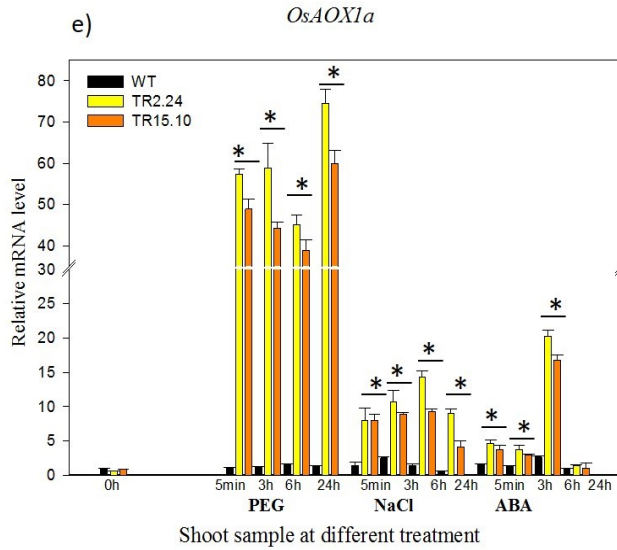 e)
OsAOX1a
WT
TR2.24
TR15.10
80
70
60
50
40
30
25
20
15
10
5
0
Relative mRNA level
* * * * * * * * * * *
0h 5min 3h 6h 24h 5min 3h 6h 24h 5min 3h 6h 24h
PEG NaCl ABA
Shoot sample at different treatment